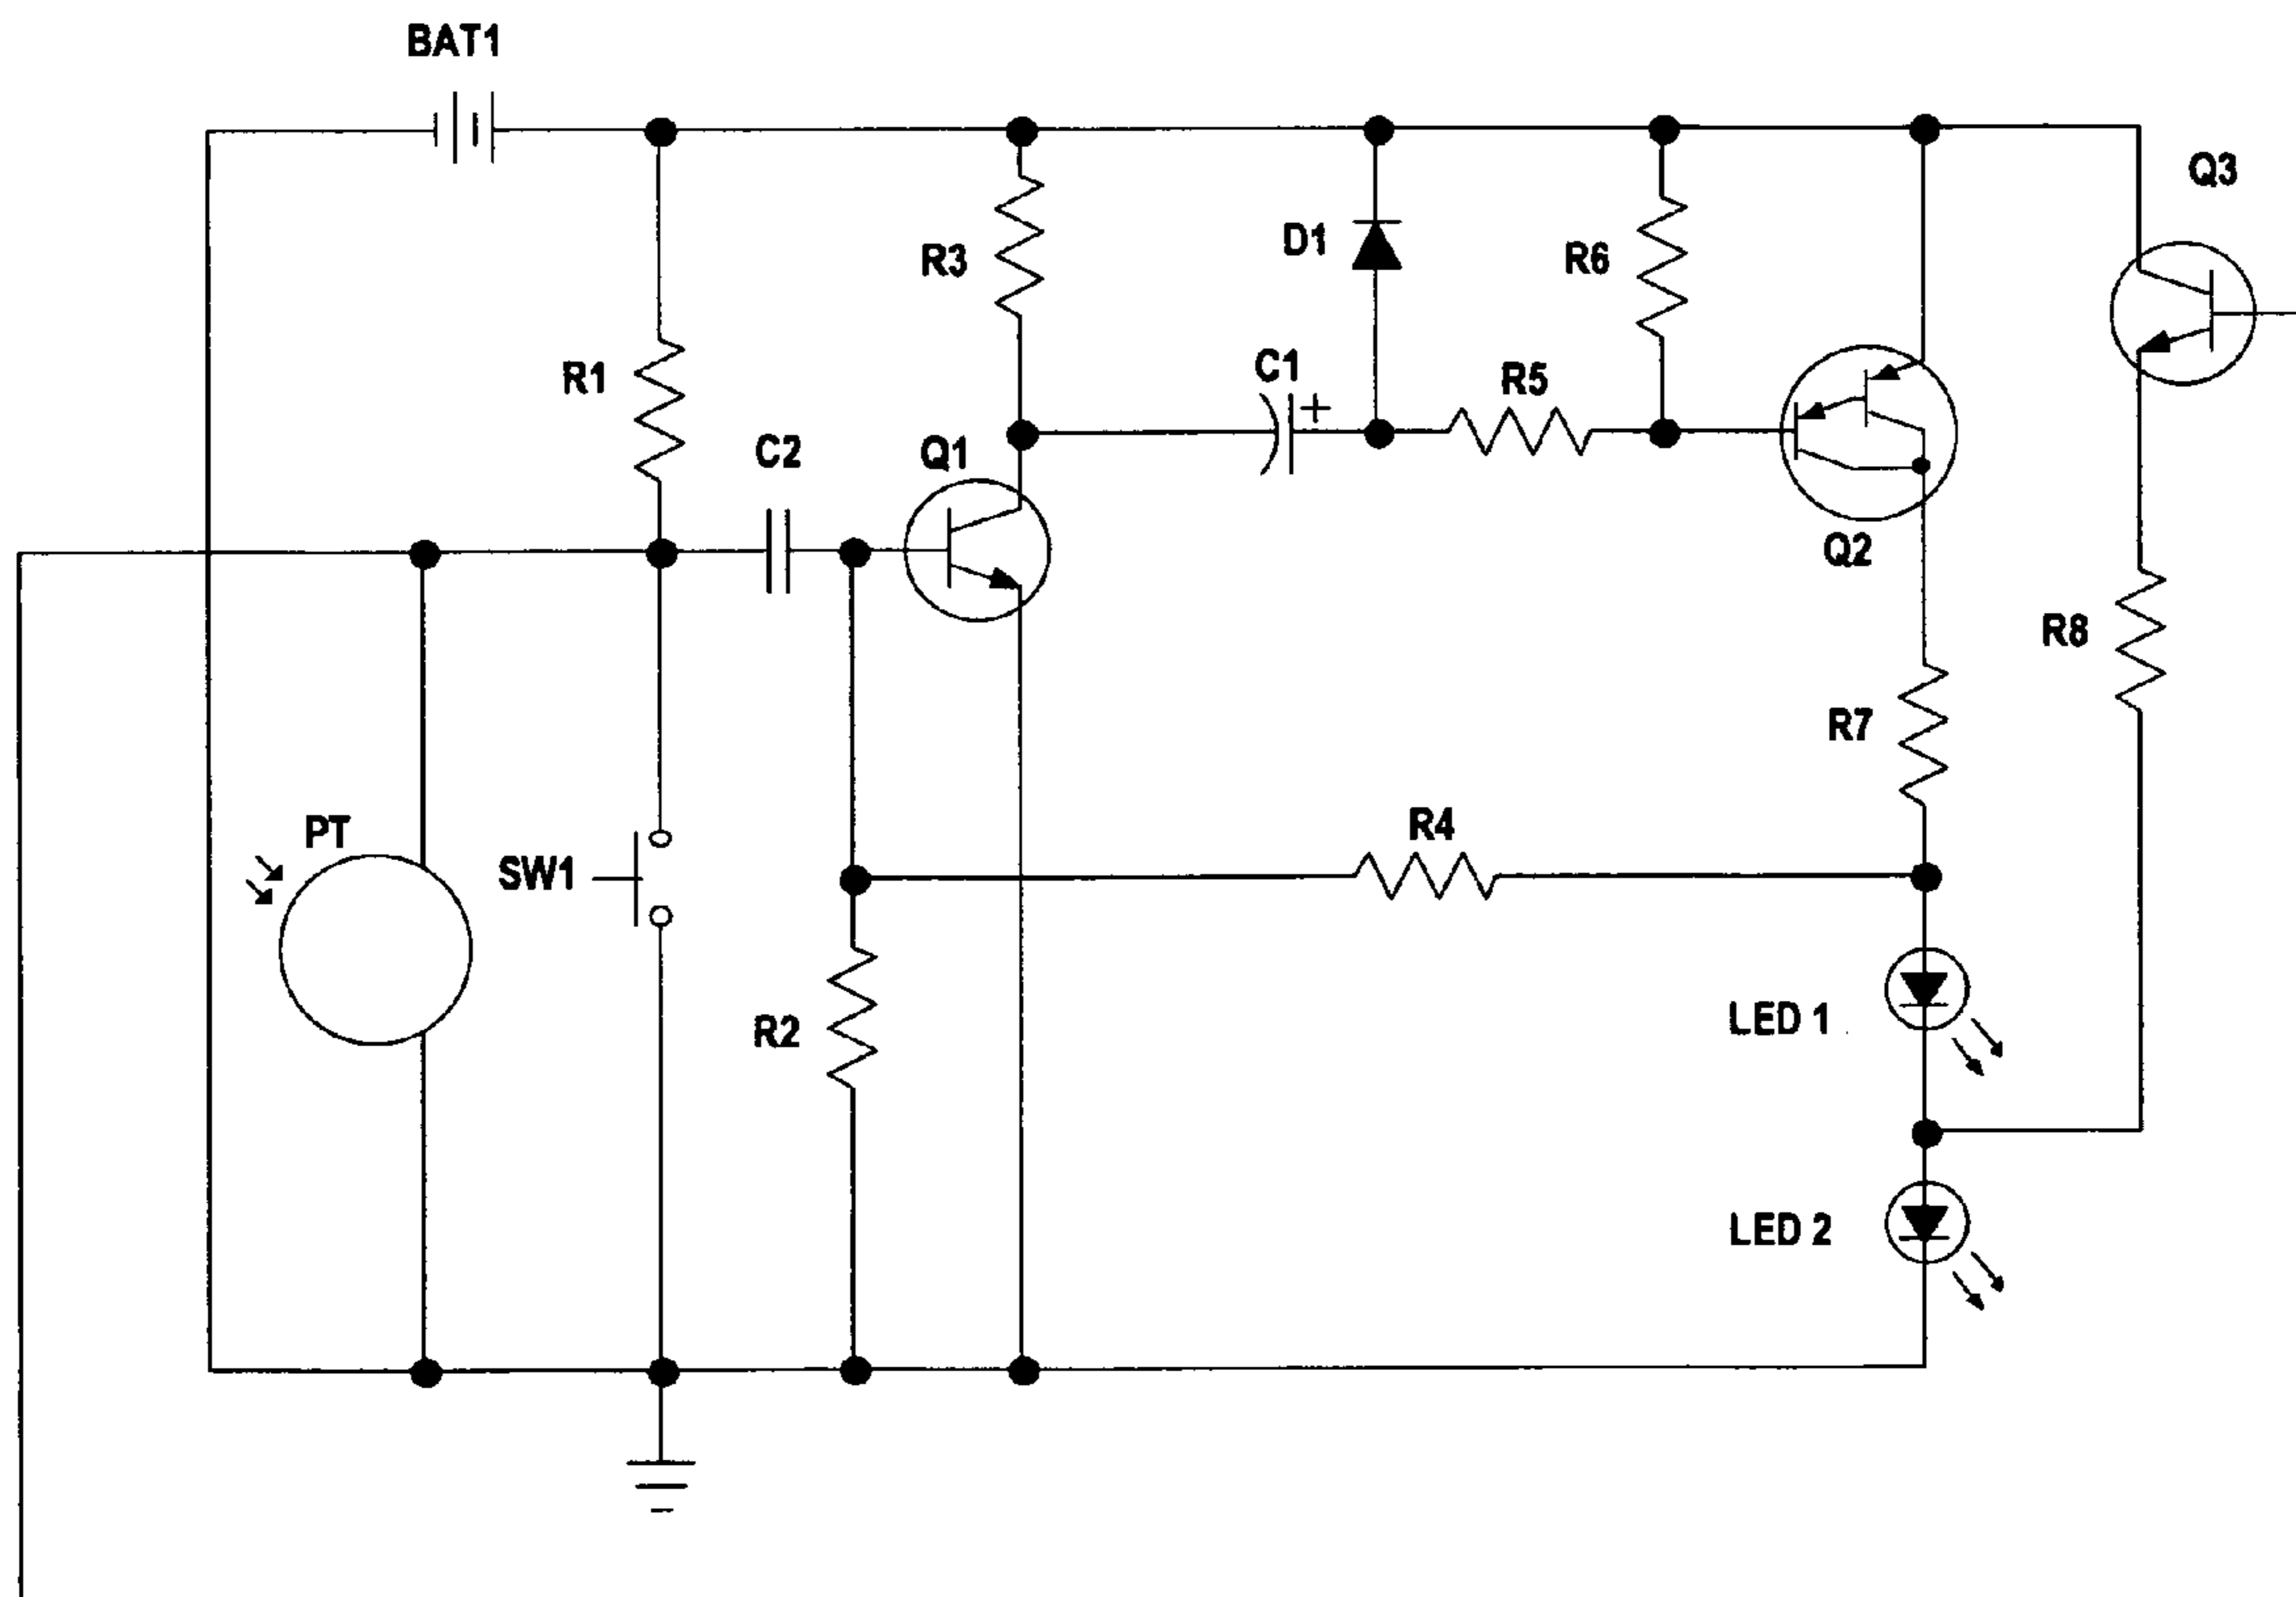 BAT1
Q3
D1
R3
R6
R1
C1
+
R5
C2
Q1
Q2
R8
R7
PT
R4
SW1
LED 1
R2
LED 2